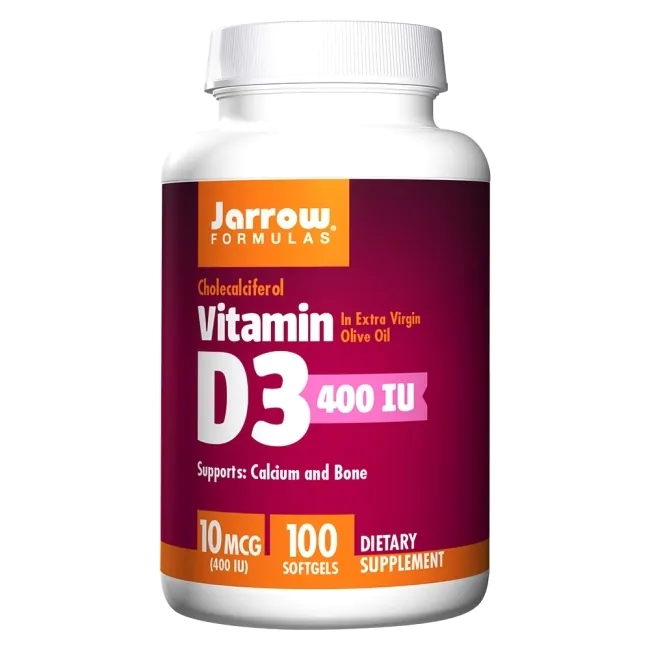 Jarrow
FORMULAS®
Cholecalciferol
Vitamin
In Extra Virgin
Olive Oil
D3
400 IU
Supports: Calcium and Bone
10 MCG
(400 IU)
100
SOFTGELS
DIETARY
SUPPLEMENT